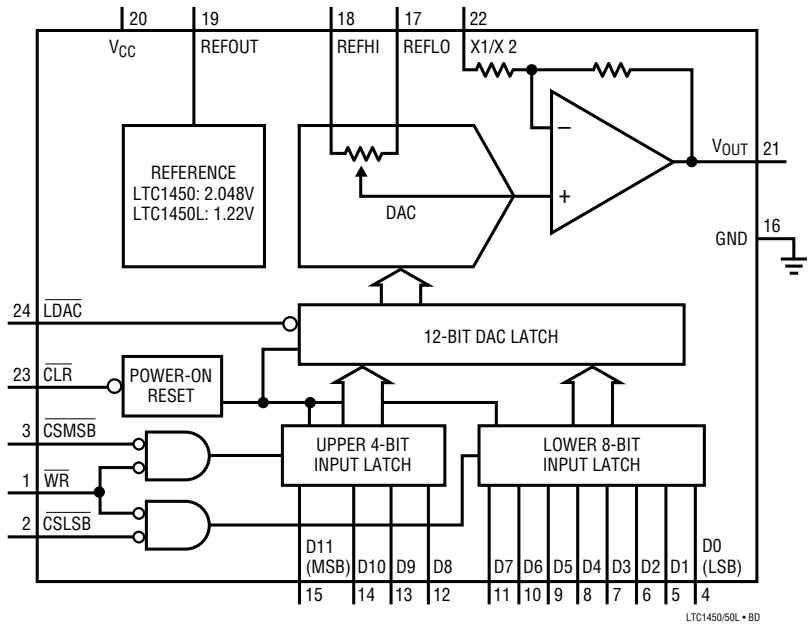 20 19 18 17 22
VCC REFOUT REFHI REFLO X1/X 2
REFERENCE
LTC1450: 2.048V
LTC1450L: 1.22V
DAC
−
+
VOUT 21
GND 16
24 LDAC
12-BIT DAC LATCH
23 CLR
POWER-ON
RESET
3 CSMSB
UPPER 4-BIT
INPUT LATCH
LOWER 8-BIT
INPUT LATCH
1 WR
2 CSLSB
D11
(MSB) D10 D9 D8 D7 D6 D5 D4 D3 D2 D1 D0
(LSB)
15 14 13 12 11 10 9 8 7 6 5 4
LTC1450/50L • BD